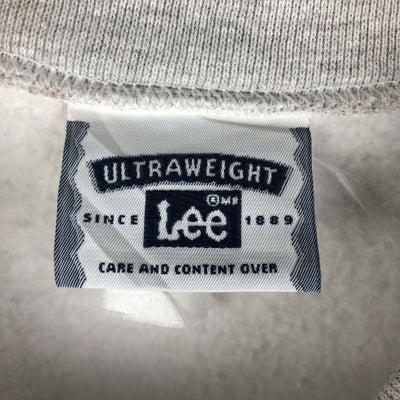 ULTRAWEIGHT
® MR
SINCE Lee 1889
CARE AND CONTENT OVER